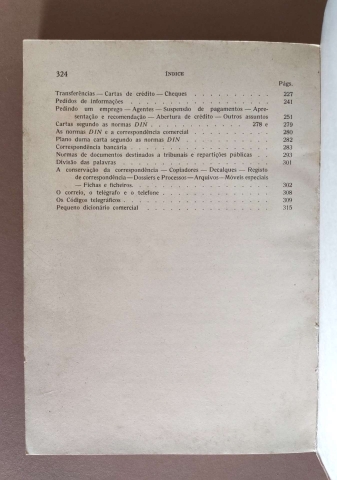 324 ÍNDICE
Págs.
Transferências — Cartas de crédito — Cheques . . . . . . . . . . 227
Pedidos de informações . . . . . . . . . . . . . . . . 241
Pedindo um emprego — Agentes — Suspensão de pagamentos — Apre-
sentação e recomendação — Abertura de crédito — Outros assuntos 251
Cartas segundo as normas DIN . . . . . . . . . . . 278 e 279
As normas DIN e a correspondência comercial . . . . . . . . . . 280
Plano duma carta segundo as normas DIN . . . . . . . . . . . 282
Correspondência bancária . . . . . . . . . . . . . . . 283
Normas de documentos destinados a tribunais e repartições públicas 293
Divisão das palavras . . . . . . . . . . . . . . . . 301
A conservação da correspondência — Copiadores — Decalques — Registo
de correspondência — Dossiers e Processos — Arquivos — Móveis especiais
— Fichas e ficheiros. . . . . . . . . . . . . . . . 302
O correio, o telégrafo e o telefone . . . . . . . . . . . . . 308
Os Códigos telegráficos. . . . . . . . . . . . . . . . 309
Pequeno dicionário comercial . . . . . . . . . . . . . . 315